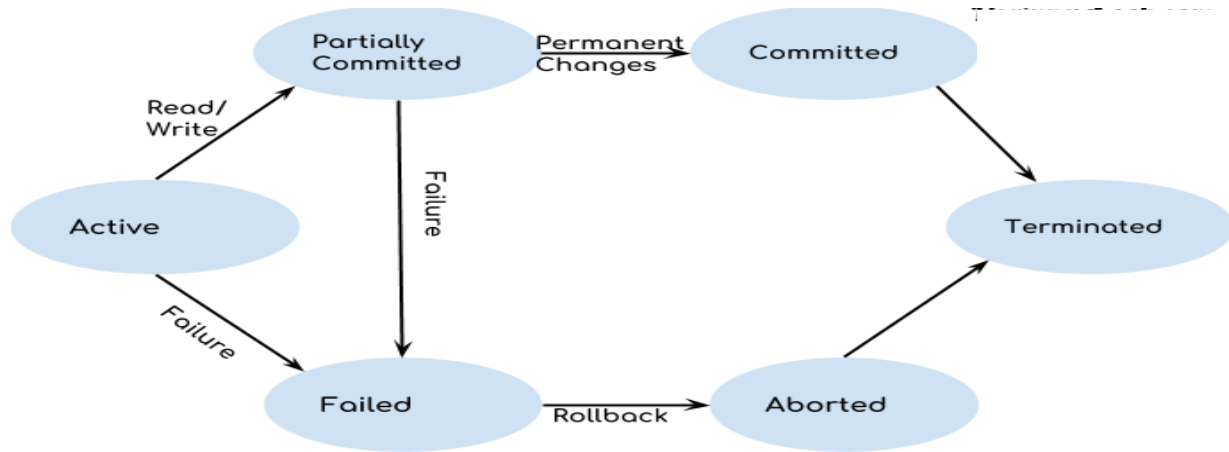 Partially
Committed
Permanent
Changes
Committed
Read/
Write
Failure
Active
Terminated
Failure
Failed
Rollback
Aborted